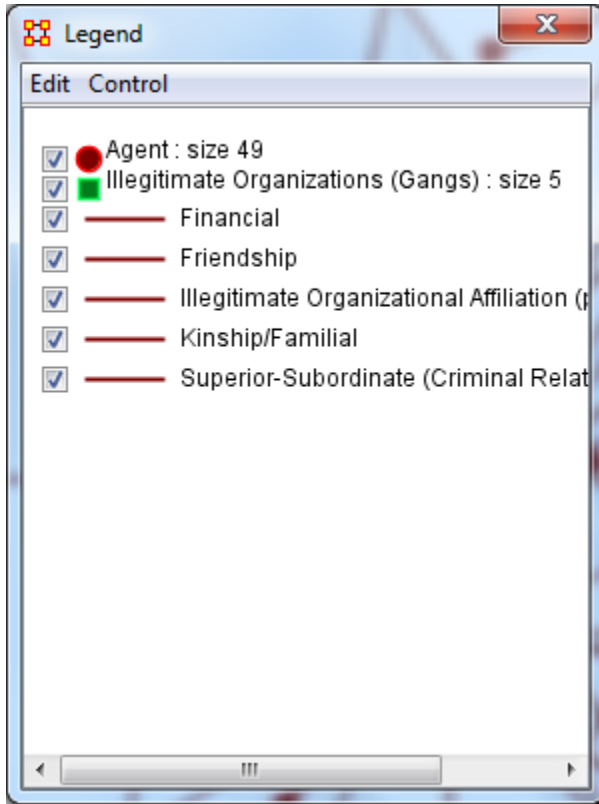 Legend
Edit Control
Agent : size 49
Illegitimate Organizations (Gangs) : size 5
Financial
Friendship
Illegitimate Organizational Affiliation (
Kinship/Familial
Superior-Subordinate (Criminal Relat